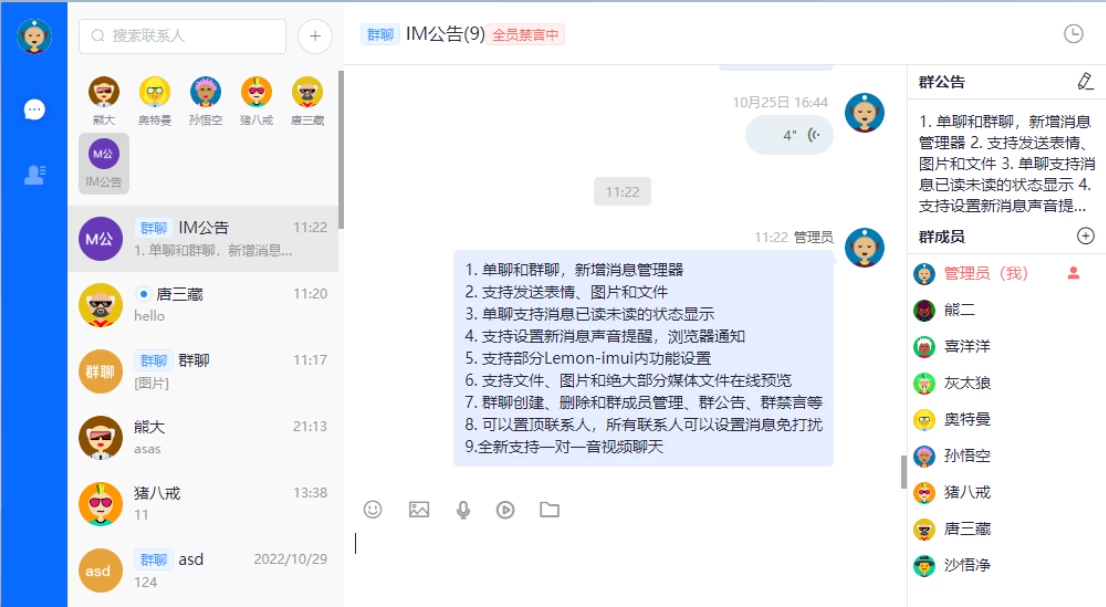 搜索联系人
熊大
奥特曼
孙悟空
猪八戒
唐三藏
M公
IM公告
M公
群聊 IM公告 11:22
1. 单聊和群聊，新增消息...
唐三藏 11:20
hello
群聊
群聊 群聊 11:17
[图片]
熊大 21:13
asas
猪八戒 13:38
11
asd
群聊 asd 2022/10/29
124
群聊 IM公告(9) 全员禁言中
10月25日 16:44
4"
11:22
11:22 管理员
1. 单聊和群聊，新增消息管理器
2. 支持发送表情、图片和文件
3. 单聊支持消息已读未读的状态显示
4. 支持设置新消息声音提醒，浏览器通知
5. 支持部分Lemon-imui内功能设置
6. 支持文件、图片和绝大部分媒体文件在线预览
7. 群聊创建、删除和群成员管理、群公告、群禁言等
8. 可以置顶联系人，所有联系人可以设置消息免打扰
9.全新支持一对一音视频聊天
群公告
1. 单聊和群聊，新增消息
管理器 2. 支持发送表情、
图片和文件 3. 单聊支持消
息已读未读的状态显示 4.
支持设置新消息声音提...
群成员
管理员（我）
熊二
喜洋洋
灰太狼
奥特曼
孙悟空
猪八戒
唐三藏
沙悟净